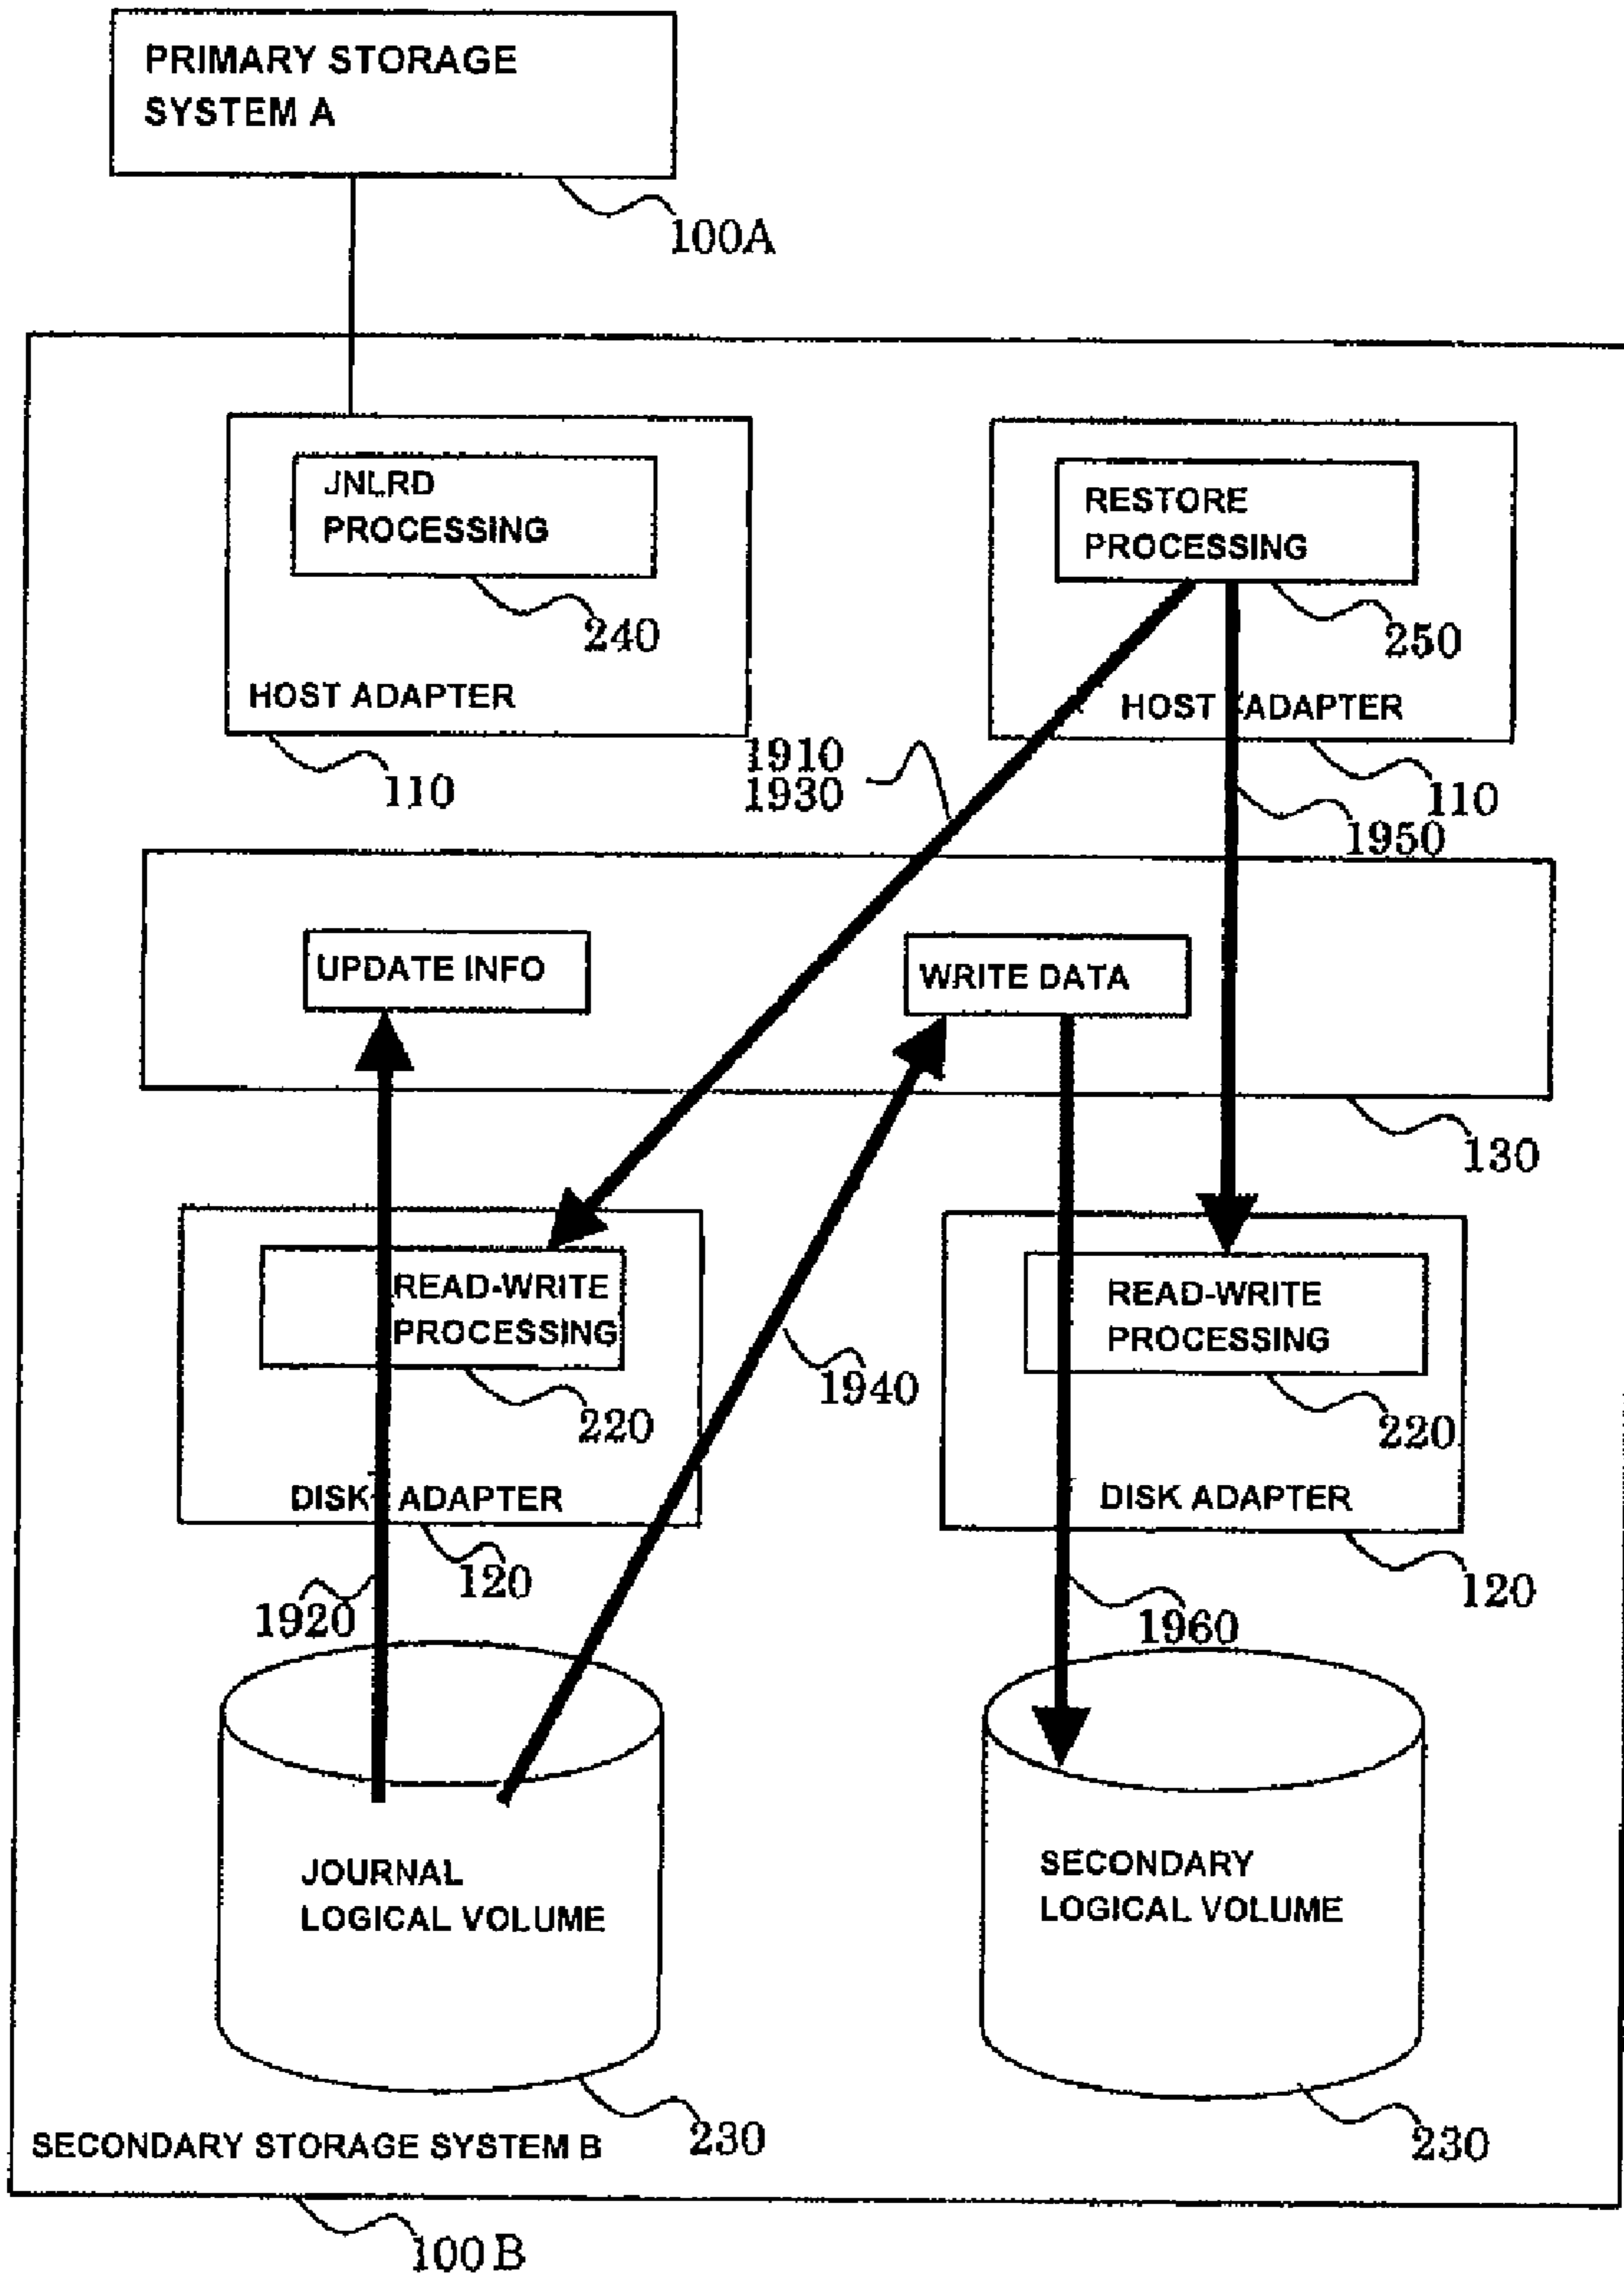 PRIMARY STORAGE
SYSTEM A
100A
JNLRD
PROCESSING
240
HOST ADAPTER
110
RESTORE
PROCESSING
250
HOST ADAPTER
110
1910
1930
1950
UPDATE INFO
WRITE DATA
130
READ-WRITE
PROCESSING
220
DISK ADAPTER
120
1940
READ-WRITE
PROCESSING
220
DISK ADAPTER
120
1920
1960
JOURNAL
LOGICAL VOLUME
230
SECONDARY
LOGICAL VOLUME
230
SECONDARY STORAGE SYSTEM B
100B